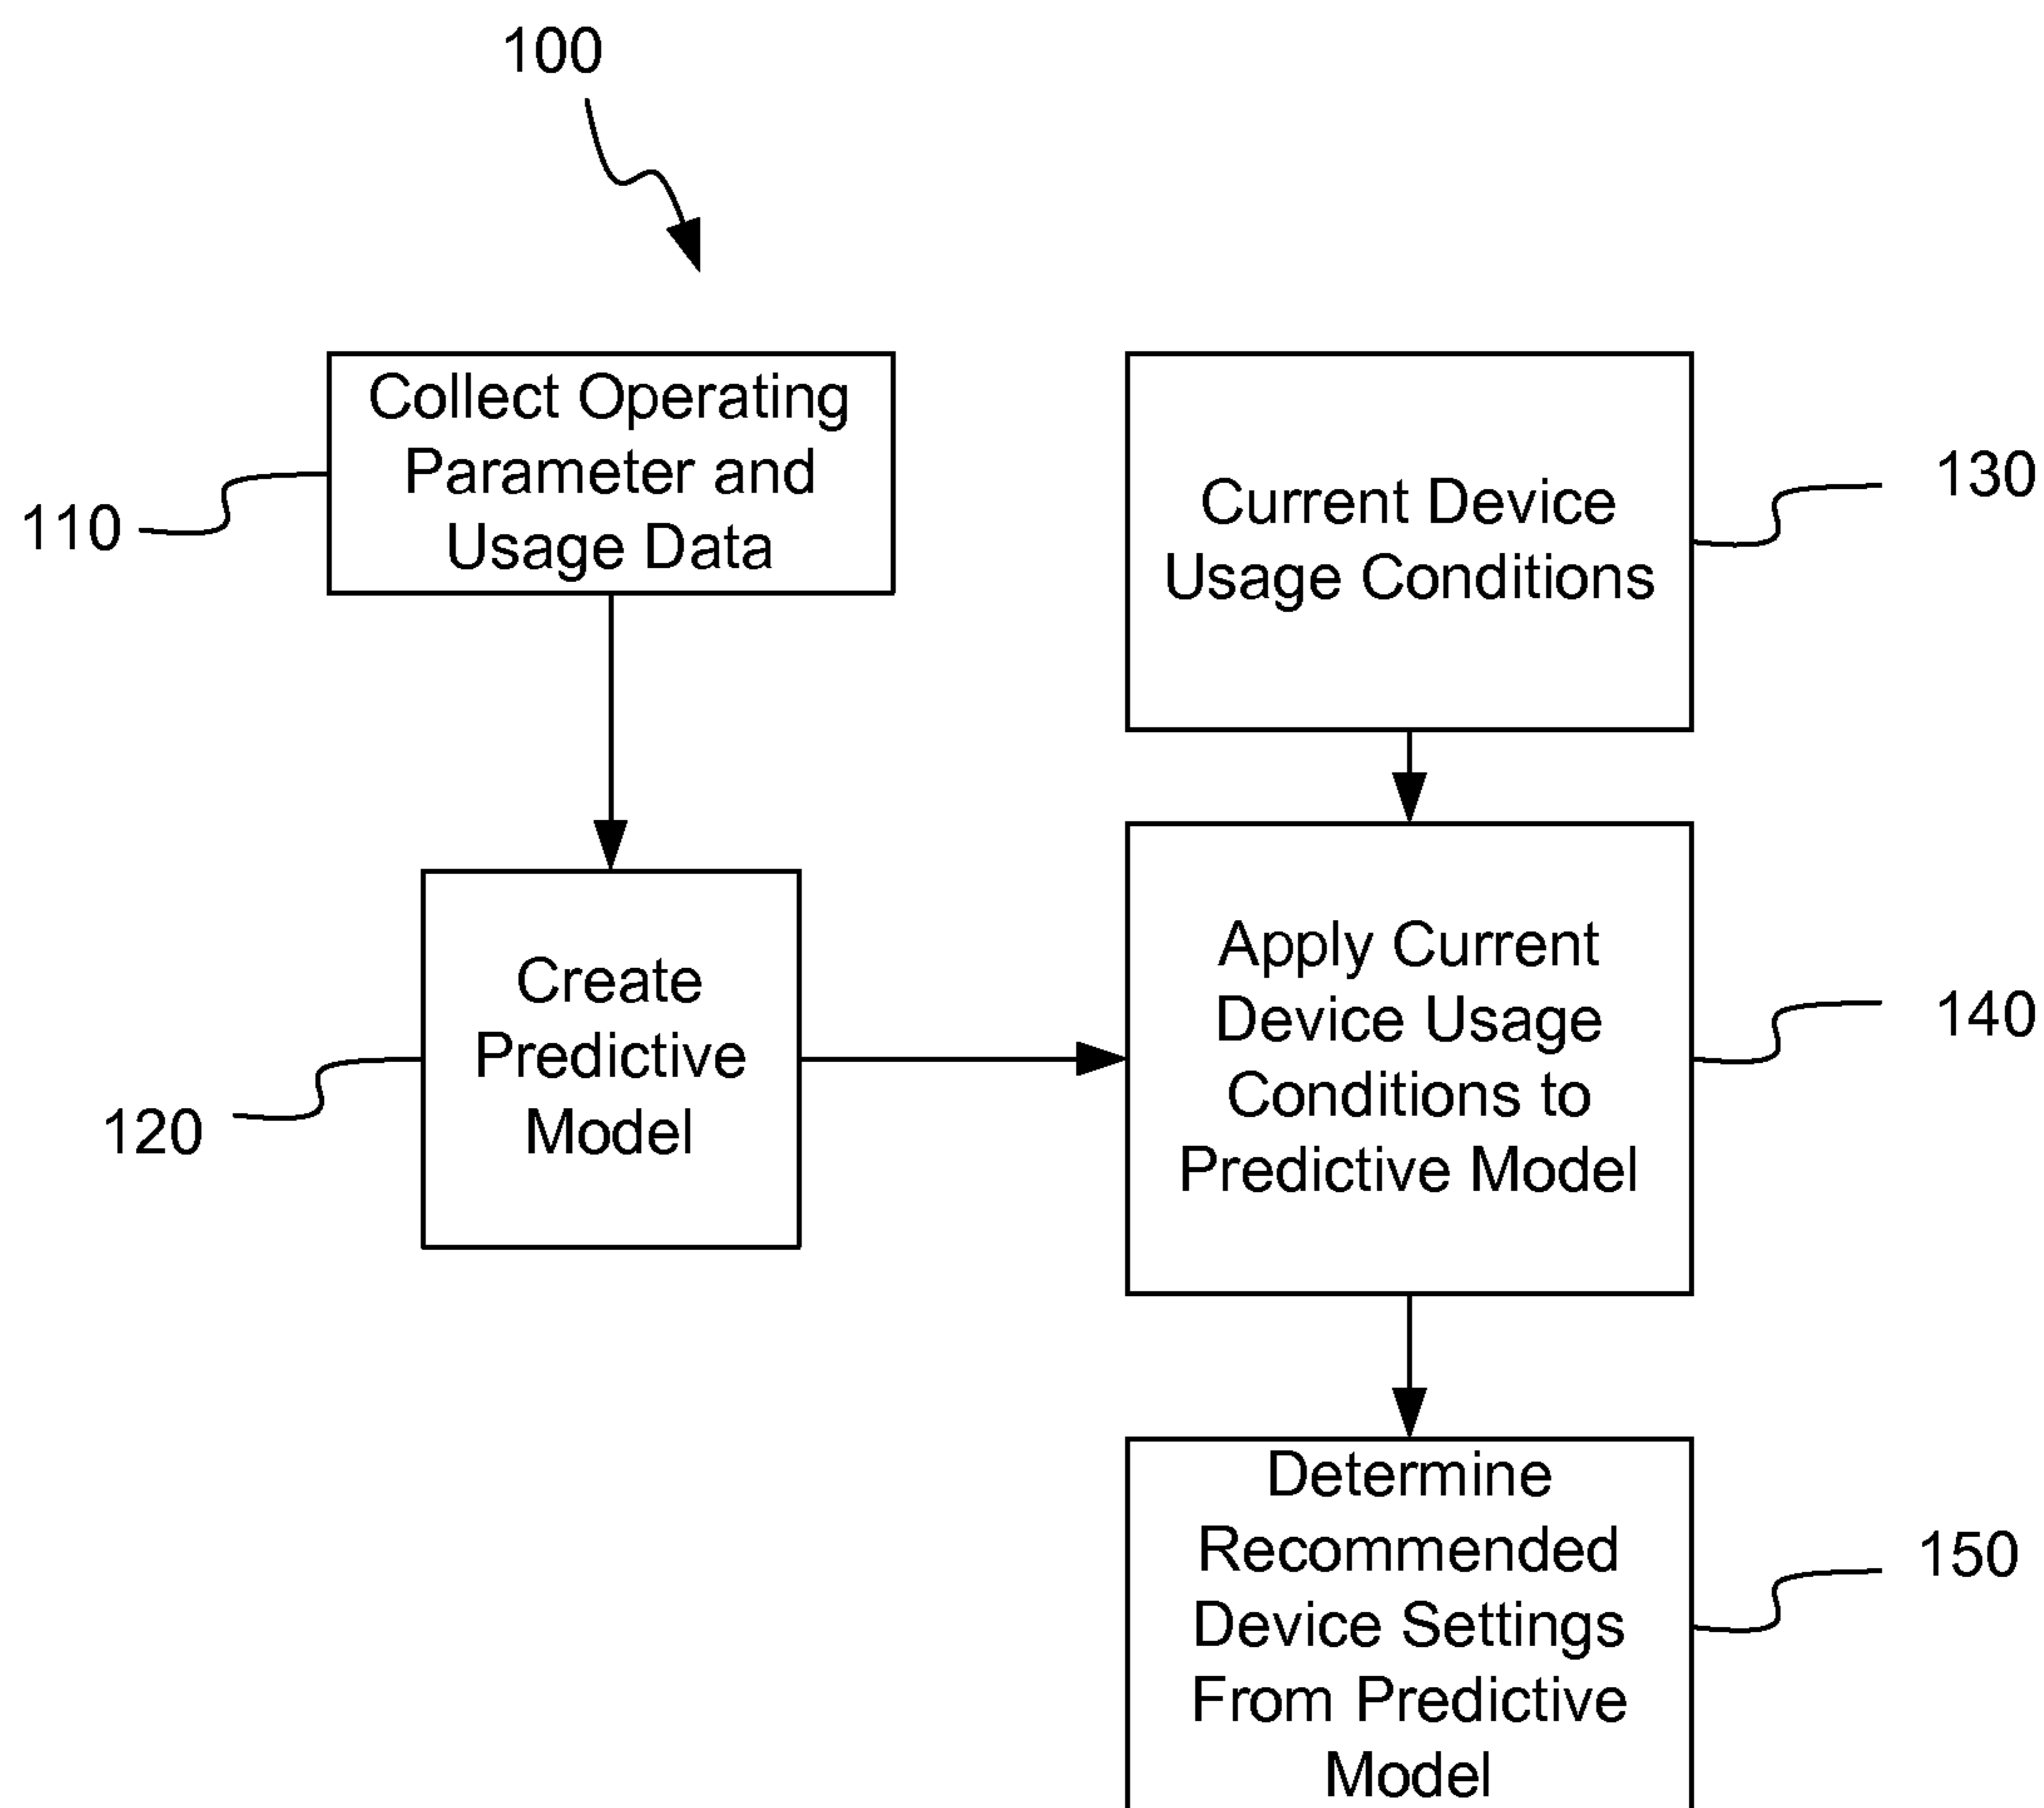 100
Collect Operating
Parameter and
Usage Data
110
Current Device
Usage Conditions
130
Create
Predictive
Model
120
Apply Current
Device Usage
Conditions to
Predictive Model
140
Determine
Recommended
Device Settings
From Predictive
Model
150